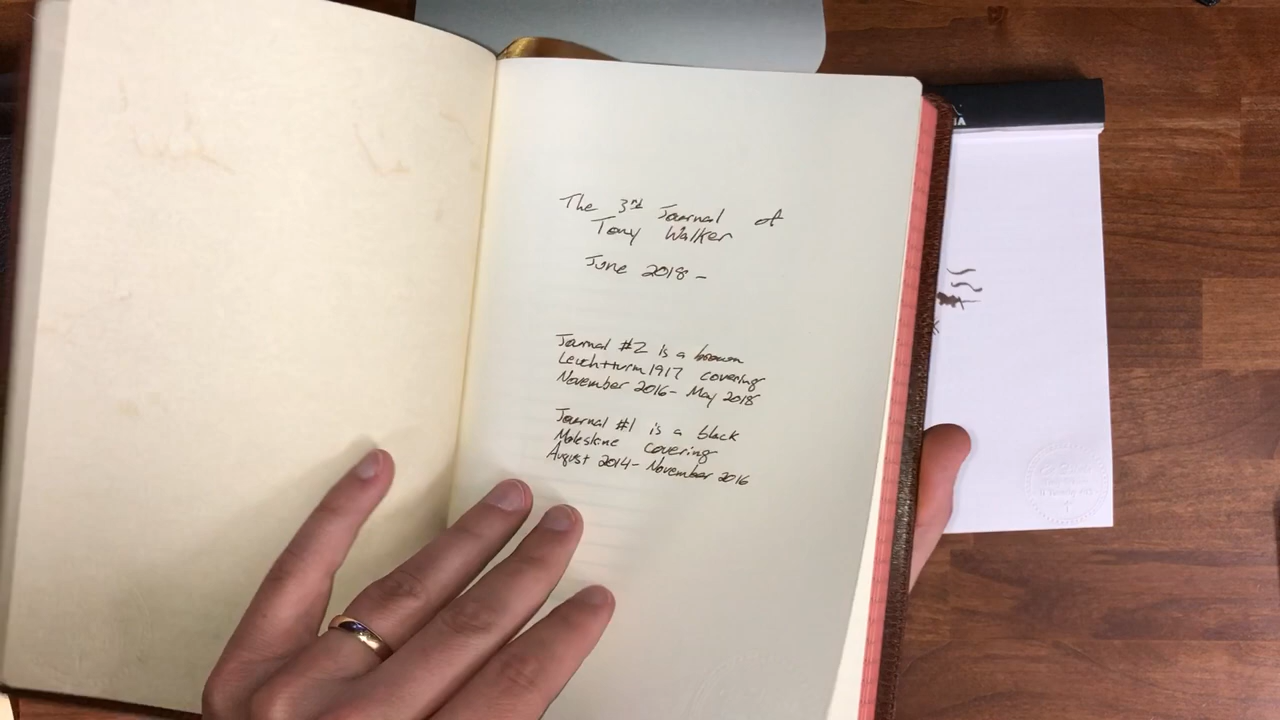 The 3rd Journal of
Tony Walker
June 2018 -
Journal #2 is a brown
Leuchtturm1917 covering
November 2016 - May 2018
Journal #1 is a black
Moleskine covering
August 2014 - November 2016
IA